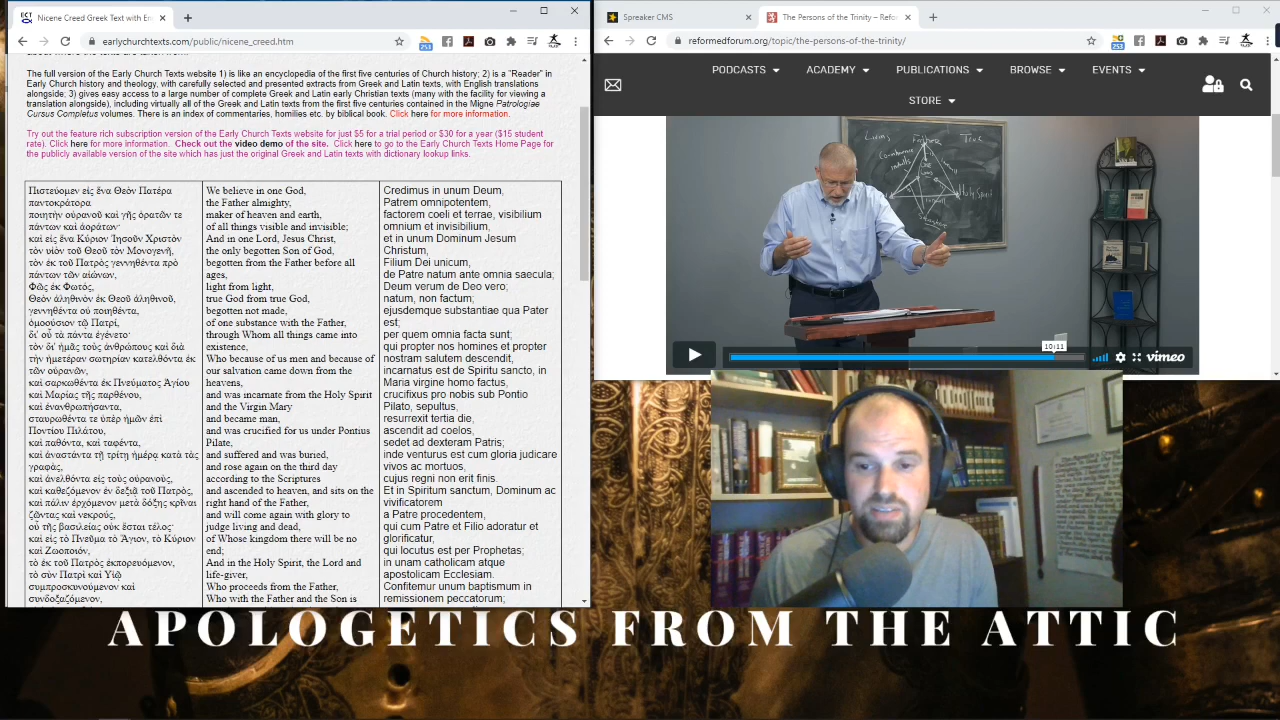 Nicene Creed Greek Text with En
earlychurchtexts.com/public/nicene_creed.htm
253
The full version of the Early Church Texts website 1) is like an encyclopedia of the first five centuries of Church history; 2) is a "Reader" in
Early Church history and theology, with carefully selected and presented extracts from Greek and Latin texts, with English translations
alongside; 3) gives easy access to a large number of complete Greek and Latin early Christian texts (many with the facility for viewing a
translation alongside), including virtually all of the Greek and Latin texts from the first five centuries contained in the Migne Patrologiae
Cursus Completus volumes. There is an index of commentaries, homilies etc. by biblical book. Click here for more information.
Try out the feature rich subscription version of the Early Church Texts website for just $5 for a trial period or $30 for a year ($15 student
rate). Click here for more information. Check out the video demo of the site. Click here to go to the Early Church Texts Home Page for
the publicly available version of the site which has just the original Greek and Latin texts with dictionary lookup links.
Πιστεύομεν είς ἕνα Θεὸν Πατέρα
παντοκράτορα
ποιητὴν οὐρανοῦ καὶ γῆς ὁρατῶν τε
πάντων καὶ ἀοράτων·
καὶ εἰς ἕνα Κύριον Ἰησοῦν Χριστὸν
τὸν υἱὸν τοῦ Θεοῦ τὸν Μονογενῆ,
τὸν ἐκ τοῦ Πατρὸς γεννηθέντα πρὸ
πάντων τῶν αἰώνων,
Φῶς ἐκ Φωτός,
Θεὸν ἀληθινὸν ἐκ Θεοῦ ἀληθινοῦ,
γεννηθέντα οὐ ποιηθέντα,
ὁμοούσιον τῷ Πατρί,
δι' οὗ τὰ πάντα ἐγένετο·
τὸν δι' ἡμᾶς τοὺς ἀνθρώπους καὶ διὰ
τὴν ἡμετέραν σωτηρίαν κατελθόντα ἐκ
τῶν οὐρανῶν,
καὶ σαρκωθέντα ἐκ Πνεύματος Ἁγίου
καὶ Μαρίας τῆς παρθένου,
καὶ ἐνανθρωπήσαντα,
σταυρωθέντα τε ὑπὲρ ἡμῶν ἐπὶ
Ποντίου Πιλάτου,
καὶ παθόντα, καὶ ταφέντα,
καὶ ἀναστάντα τῇ τρίτῃ ἡμέρᾳ κατὰ τὰς
γραφάς,
καὶ ἀνελθόντα εἰς τοὺς οὐρανούς,
καὶ καθεζόμενον ἐν δεξιᾷ τοῦ Πατρός,
καὶ πάλιν ἐρχόμενον μετὰ δόξης κρῖναι
ζῶντας καὶ νεκρούς,
οὗ τῆς βασιλείας οὐκ ἔσται τέλος·
καὶ εἰς τὸ Πνεῦμα τὸ Ἅγιον, τὸ Κύριον
καὶ Ζωοποιόν,
τὸ ἐκ τοῦ Πατρὸς ἐκπορευόμενον,
τὸ σὺν Πατρὶ καὶ Υἱῷ
συμπροσκυνούμενον καὶ
συνδοξαζόμενον,
We believe in one God,
the Father almighty,
maker of heaven and earth,
of all things visible and invisible;
And in one Lord, Jesus Christ,
the only begotten Son of God,
begotten from the Father before all
ages,
light from light,
true God from true God,
begotten not made,
of one substance with the Father,
through Whom all things came into
existence,
Who because of us men and because of
our salvation came down from the
heavens,
and was incarnate from the Holy Spirit
and the Virgin Mary
and became man,
and was crucified for us under Pontius
Pilate,
and suffered and was buried,
and rose again on the third day
according to the Scriptures
and ascended to heaven, and sits on the
right hand of the Father,
and will come again with glory to
judge living and dead,
of Whose kingdom there will be no
end;
And in the Holy Spirit, the Lord and
life-giver,
Who proceeds from the Father,
Who with the Father and the Son is
Credimus in unum Deum,
Patrem omnipotentem,
factorem coeli et terrae, visibilium
omnium et invisibilium,
et in unum Dominum Jesum
Christum,
Filium Dei unicum,
de Patre natum ante omnia saecula;
Deum verum de Deo vero;
natum, non factum;
ejusdemque substantiae qua Pater
est;
per quem omnia facta sunt;
qui propter nos homines et propter
nostram salutem descendit,
incarnatus est de Spiritu sancto, in
Maria virgine homo factus,
crucifixus pro nobis sub Pontio
Pilato, sepultus,
resurrexit tertia die,
ascendit ad coelos,
sedet ad dexteram Patris;
inde venturus est cum gloria judicare
vivos ac mortuos,
cujus regni non erit finis.
Et in Spiritum sanctum, Dominum ac
vivificatorem
a Patre procedentem,
qui cum Patre et Filio adoratur et
glorificatur,
qui locutus est per Prophetas;
in unam catholicam atque
apostolicam Ecclesiam.
Confitemur unum baptismum in
remissionem peccatorum;
Spreaker CMS
The Persons of the Trinity – Refo
reformedforum.org/topic/the-persons-of-the-trinity/
253
PODCASTS
ACADEMY
PUBLICATIONS
BROWSE
EVENTS
STORE
Father
Holy Spirit
10:11
vimeo
APOLOGETICS FROM THE ATTIC